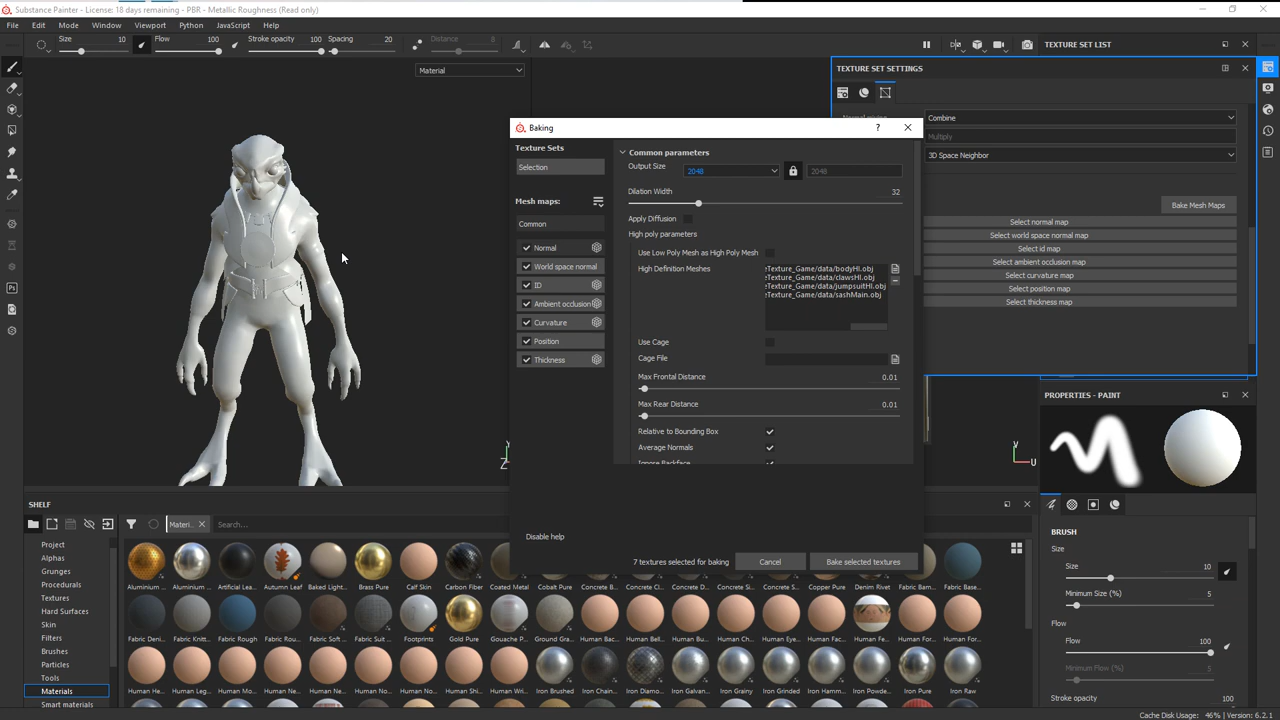 Substance Painter - License: 18 days remaining - PBR - Metallic Roughness (Read only)
File Edit Mode Window Viewport Python JavaScript Help
Size 10 Flow 100 Stroke opacity 100 Spacing 20 Distance 8
TEXTURE SET LIST
Material
TEXTURE SET SETTINGS
Combine
Multiply
3D Space Neighbor
Bake Mesh Maps
Select normal map
Select world space normal map
Select id map
Select ambient occlusion map
Select curvature map
Select position map
Select thickness map
Baking
?
Texture Sets
Selection
Mesh maps:
Common
Normal
World space normal
ID
Ambient occlusion
Curvature
Position
Thickness
Common parameters
Output Size 2048 2048
Dilation Width 32
Apply Diffusion
High poly parameters
Use Low Poly Mesh as High Poly Mesh
High Definition Meshes
eTexture_Game/data/bodyHI.obj
eTexture_Game/data/clawsHI.obj
eTexture_Game/data/jumpsuitHI.obj
eTexture_Game/data/sashMain.obj
Use Cage
Cage File
Max Frontal Distance 0.01
Max Rear Distance 0.01
Relative to Bounding Box
Average Normals
Ignore Backface
Disable help
7 textures selected for baking
Cancel
Bake selected textures
Y
Z
V
U
PROPERTIES - PAINT
BRUSH
Size
Size 10
Minimum Size (%) 5
Flow
Flow 100
Minimum Flow (%) 5
Stroke opacity 100
SHELF
Materi...
Search...
Project
Alphas
Grunges
Procedurals
Textures
Hard Surfaces
Skin
Filters
Brushes
Particles
Tools
Materials
Smart materials
Aluminium ... Aluminium ... Artificial Lea... Autumn Leaf Baked Light... Brass Pure Calf Skin Carbon Fiber Coated Metal Cobalt Pure Concrete B... Concrete C... Concrete D... Concrete S... Concrete S... Denim Rivet Fabric Bam... Fabric Base...
Fabric Deni... Fabric Knitt... Fabric Rough Fabric Rou... Fabric Soft ... Fabric Suit ... Footprints Gold Pure Gouache P... Ground Gra... Human Bac... Human Bell... Human Bu... Human Ch... Human Eye... Human Fac... Human Fe... Human For... Human For...
Human He... Human Leg... Human Mo... Human Ne... Human Ne... Human No... Human No... Human Shi... Human Wri... Iron Brushed Iron Chain... Iron Diamo... Iron Galvan... Iron Grainy Iron Grinded Iron Hamm... Iron Powde... Iron Pure Iron Raw
Cache Disk Usage: 46% | Version: 6.2.1